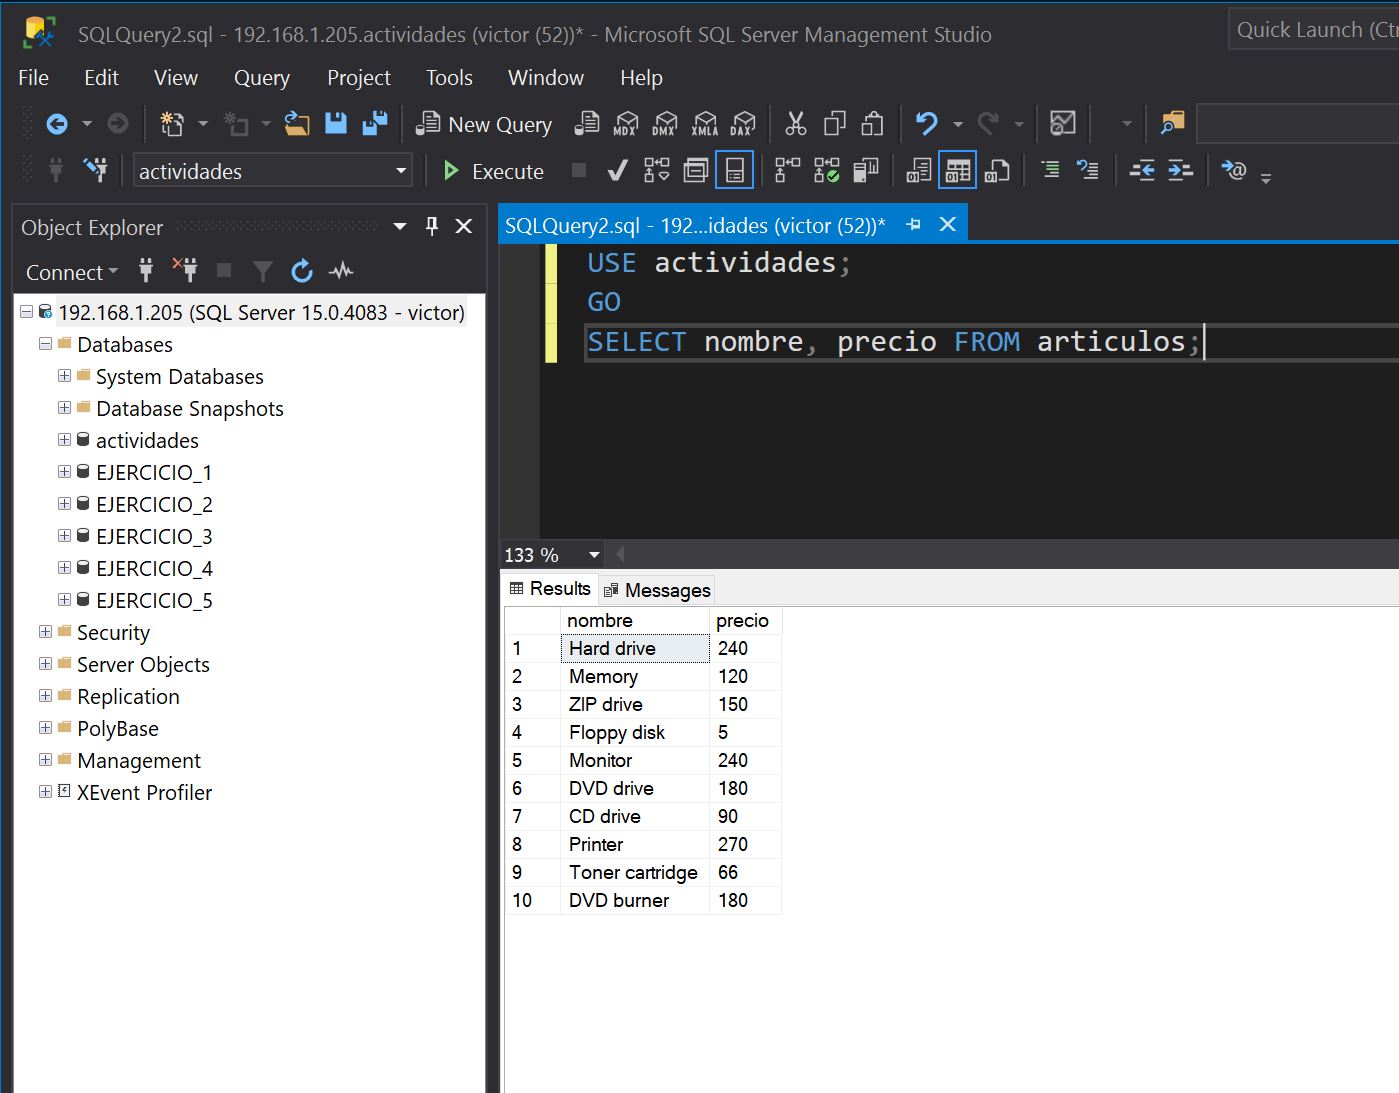 SQLQuery2.sql - 192.168.1.205.actividades (victor (52))* - Microsoft SQL Server Management Studio
Quick Launch (Ctr
File Edit View Query Project Tools Window Help
New Query MDX DMX XMLA DAX
actividades Execute
Object Explorer
Connect
192.168.1.205 (SQL Server 15.0.4083 - victor)
Databases
System Databases
Database Snapshots
actividades
EJERCICIO_1
EJERCICIO_2
EJERCICIO_3
EJERCICIO_4
EJERCICIO_5
Security
Server Objects
Replication
PolyBase
Management
XEvent Profiler
SQLQuery2.sql - 192...idades (victor (52))*
USE actividades;
GO
SELECT nombre, precio FROM articulos;
133 %
Results Messages
nombre precio
1 Hard drive 240
2 Memory 120
3 ZIP drive 150
4 Floppy disk 5
5 Monitor 240
6 DVD drive 180
7 CD drive 90
8 Printer 270
9 Toner cartridge 66
10 DVD burner 180